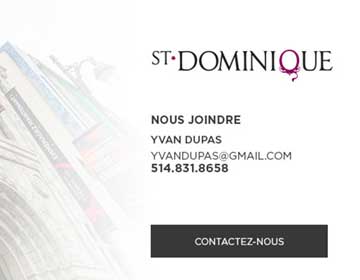 ST•DOMINIQUE
NOUS JOINDRE
YVAN DUPAS
YVANDUPAS@GMAIL.COM
514.831.8658
CONTACTEZ-NOUS